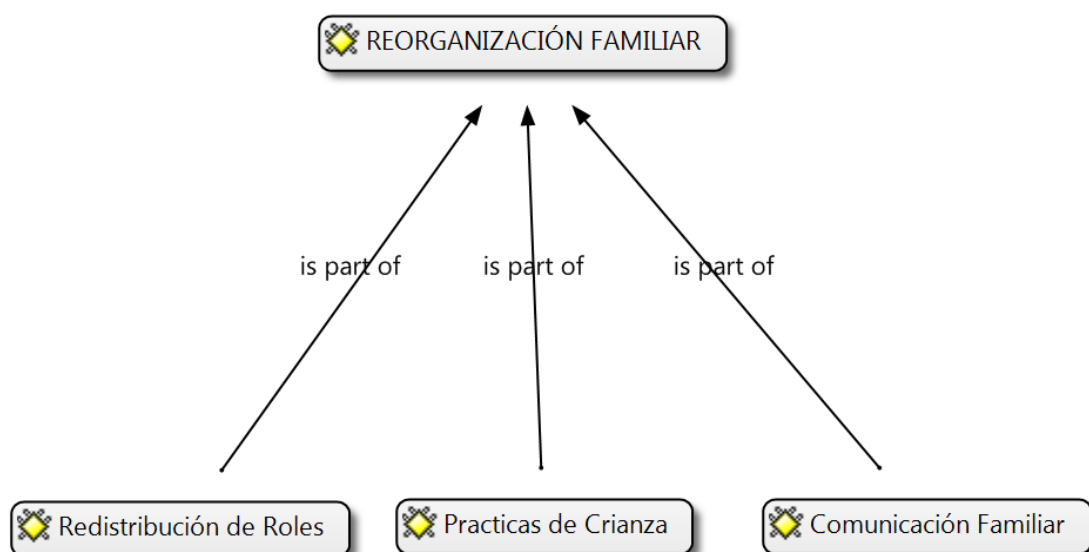 REORGANIZACIÓN FAMILIAR
is part of
is part of
is part of
Redistribución de Roles
Practicas de Crianza
Comunicación Familiar